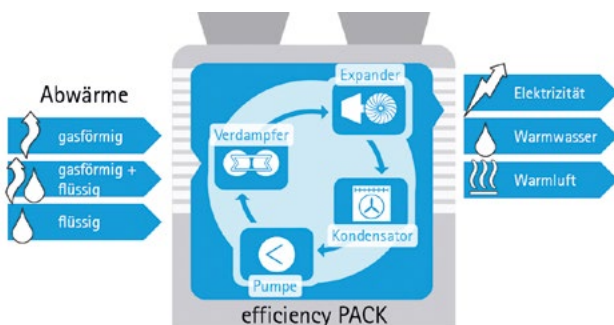 Abwärme
gasförmig
gasförmig +
flüssig
flüssig
Expander
Verdampfer
Kondensator
Pumpe
Elektrizität
Warmwasser
Warmluft
efficiency PACK